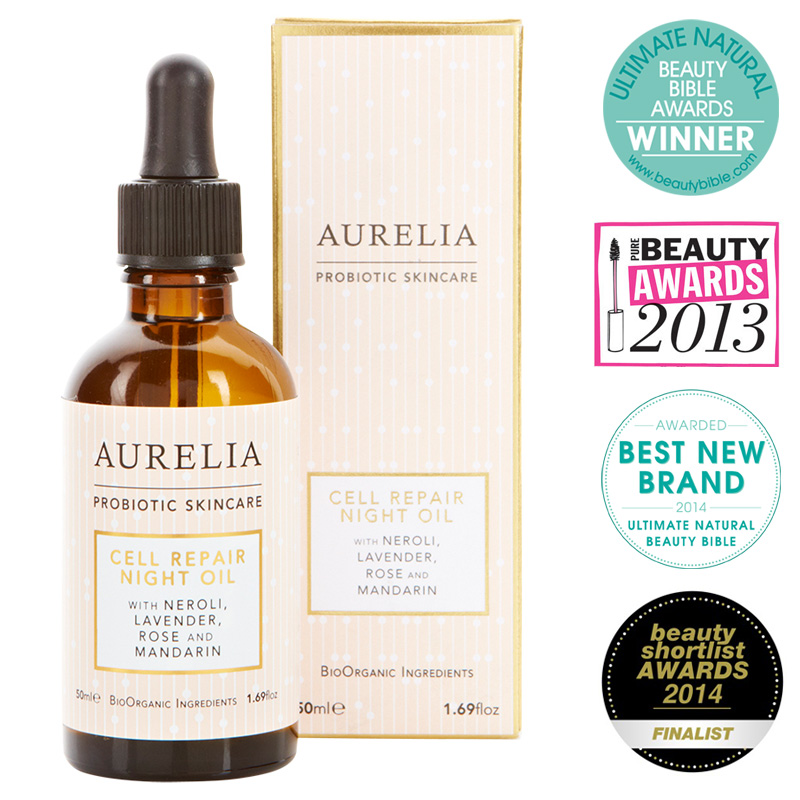 AURELIA
PROBIOTIC SKINCARE
CELL REPAIR
NIGHT OIL
WITH NEROLI,
LAVENDER,
ROSE AND
MANDARIN
50ml℮ BIOORGANIC INGREDIENTS 1.69floz
AURELIA
PROBIOTIC SKINCARE
CELL REPAIR
NIGHT OIL
WITH NEROLI,
LAVENDER,
ROSE AND
MANDARIN
BIOORGANIC INGREDIENTS
50ml℮ 1.69floz
ULTIMATE NATURAL
BEAUTY
BIBLE
AWARDS
WINNER
www.beautybible.com
PURE BEAUTY
AWARDS
2013
AWARDED
BEST NEW
BRAND
2014
ULTIMATE NATURAL
BEAUTY BIBLE
beauty
shortlist
AWARDS
2014
FINALIST